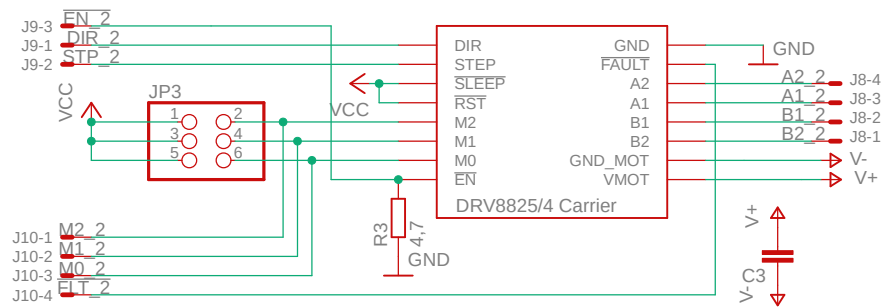 EN_2
J9-3
DIR_2
J9-1
STP_2
J9-2
JP3
VCC
1 2
3 4
5 6
VCC
DIR GND
STEP FAULT
SLEEP A2
RST A1
M2 B1
M1 B2
M0 GND_MOT
EN VMOT
DRV8825/4 Carrier
GND
A2_2 J8-4
A1_2 J8-3
B1_2 J8-2
B2_2 J8-1
V-
V+
R3
4,7
GND
V+
C3
V-
M2_2
J10-1
M1_2
J10-2
M0_2
J10-3
FLT_2
J10-4